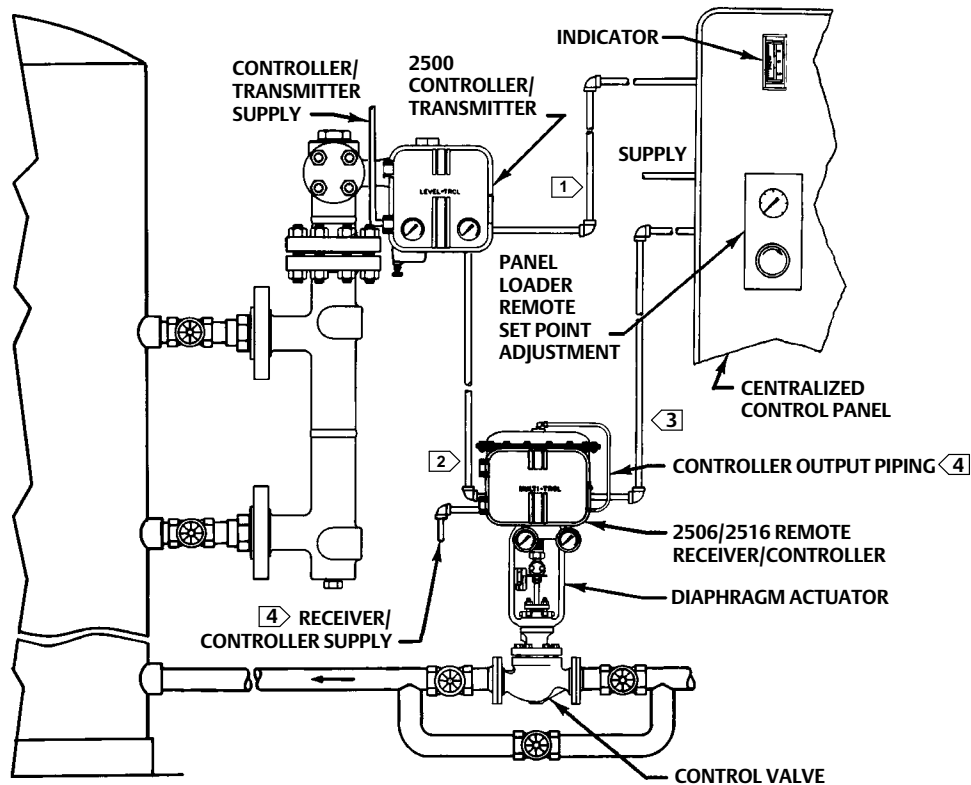 INDICATOR
CONTROLLER/
TRANSMITTER
SUPPLY
2500
CONTROLLER/
TRANSMITTER
SUPPLY
1
LEVEL-TROL
PANEL
LOADER
REMOTE
SET POINT
ADJUSTMENT
CENTRALIZED
CONTROL PANEL
3
2
CONTROLLER OUTPUT PIPING 4
MULTI-TROL
2506/2516 REMOTE
RECEIVER/CONTROLLER
DIAPHRAGM ACTUATOR
4 RECEIVER/
CONTROLLER SUPPLY
CONTROL VALVE